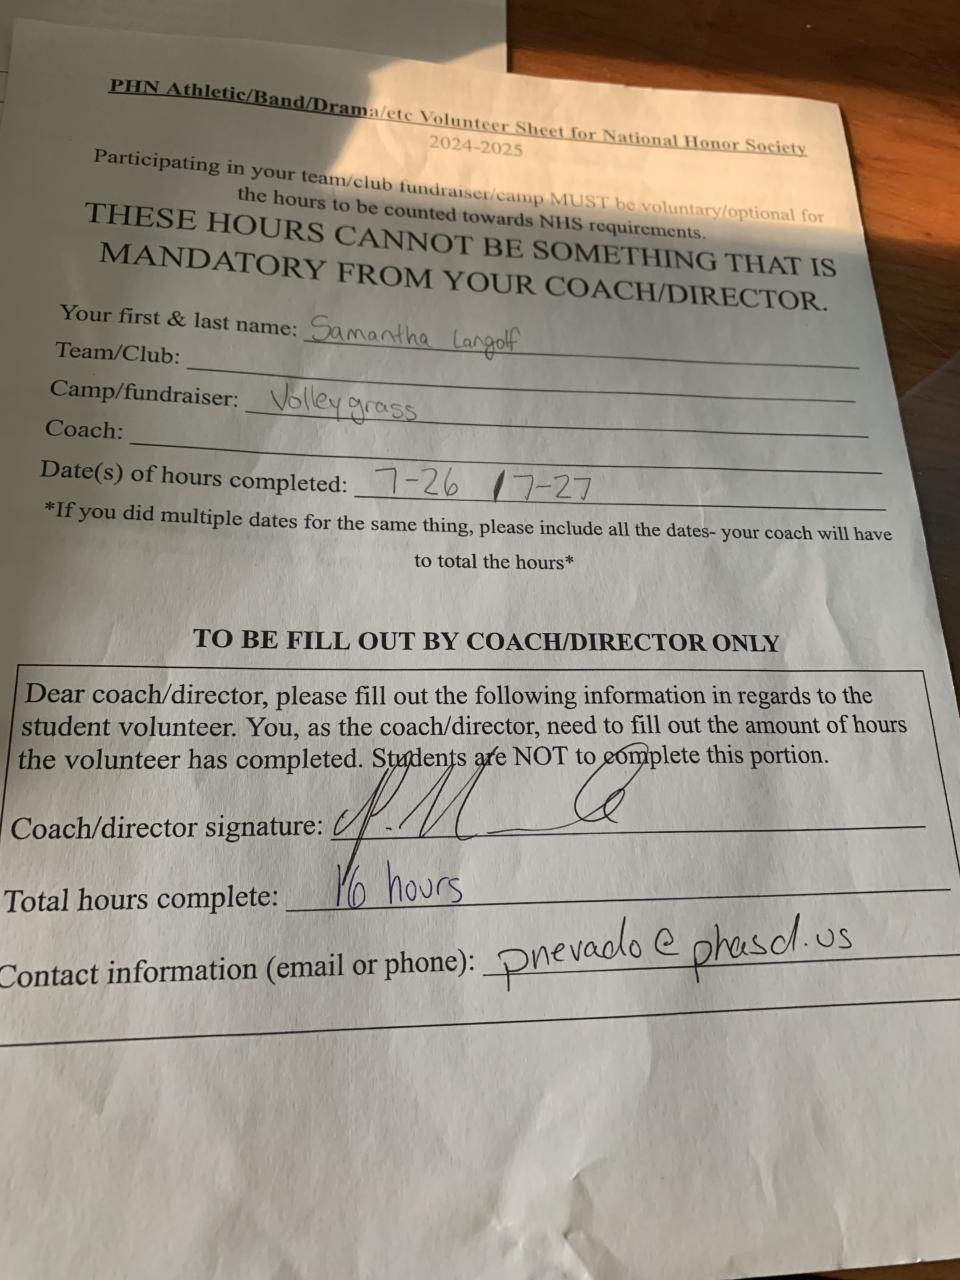 PHN Athletic/Band/Drama/etc Volunteer Sheet for National Honor Society
2024-2025
Participating in your team/club fundraiser/camp MUST be voluntary/optional for
the hours to be counted towards NHS requirements.
THESE HOURS CANNOT BE SOMETHING THAT IS
MANDATORY FROM YOUR COACH/DIRECTOR.
Your first & last name: Samantha Langolf
Team/Club:
Camp/fundraiser: Volleygrass
Coach:
Date(s) of hours completed: 7-26 / 7-27
*If you did multiple dates for the same thing, please include all the dates- your coach will have
to total the hours*
TO BE FILL OUT BY COACH/DIRECTOR ONLY
Dear coach/director, please fill out the following information in regards to the
student volunteer. You, as the coach/director, need to fill out the amount of hours
the volunteer has completed. Students are NOT to complete this portion.
Coach/director signature:
Total hours complete: 16 hours
Contact information (email or phone): pnevado@phasd.us